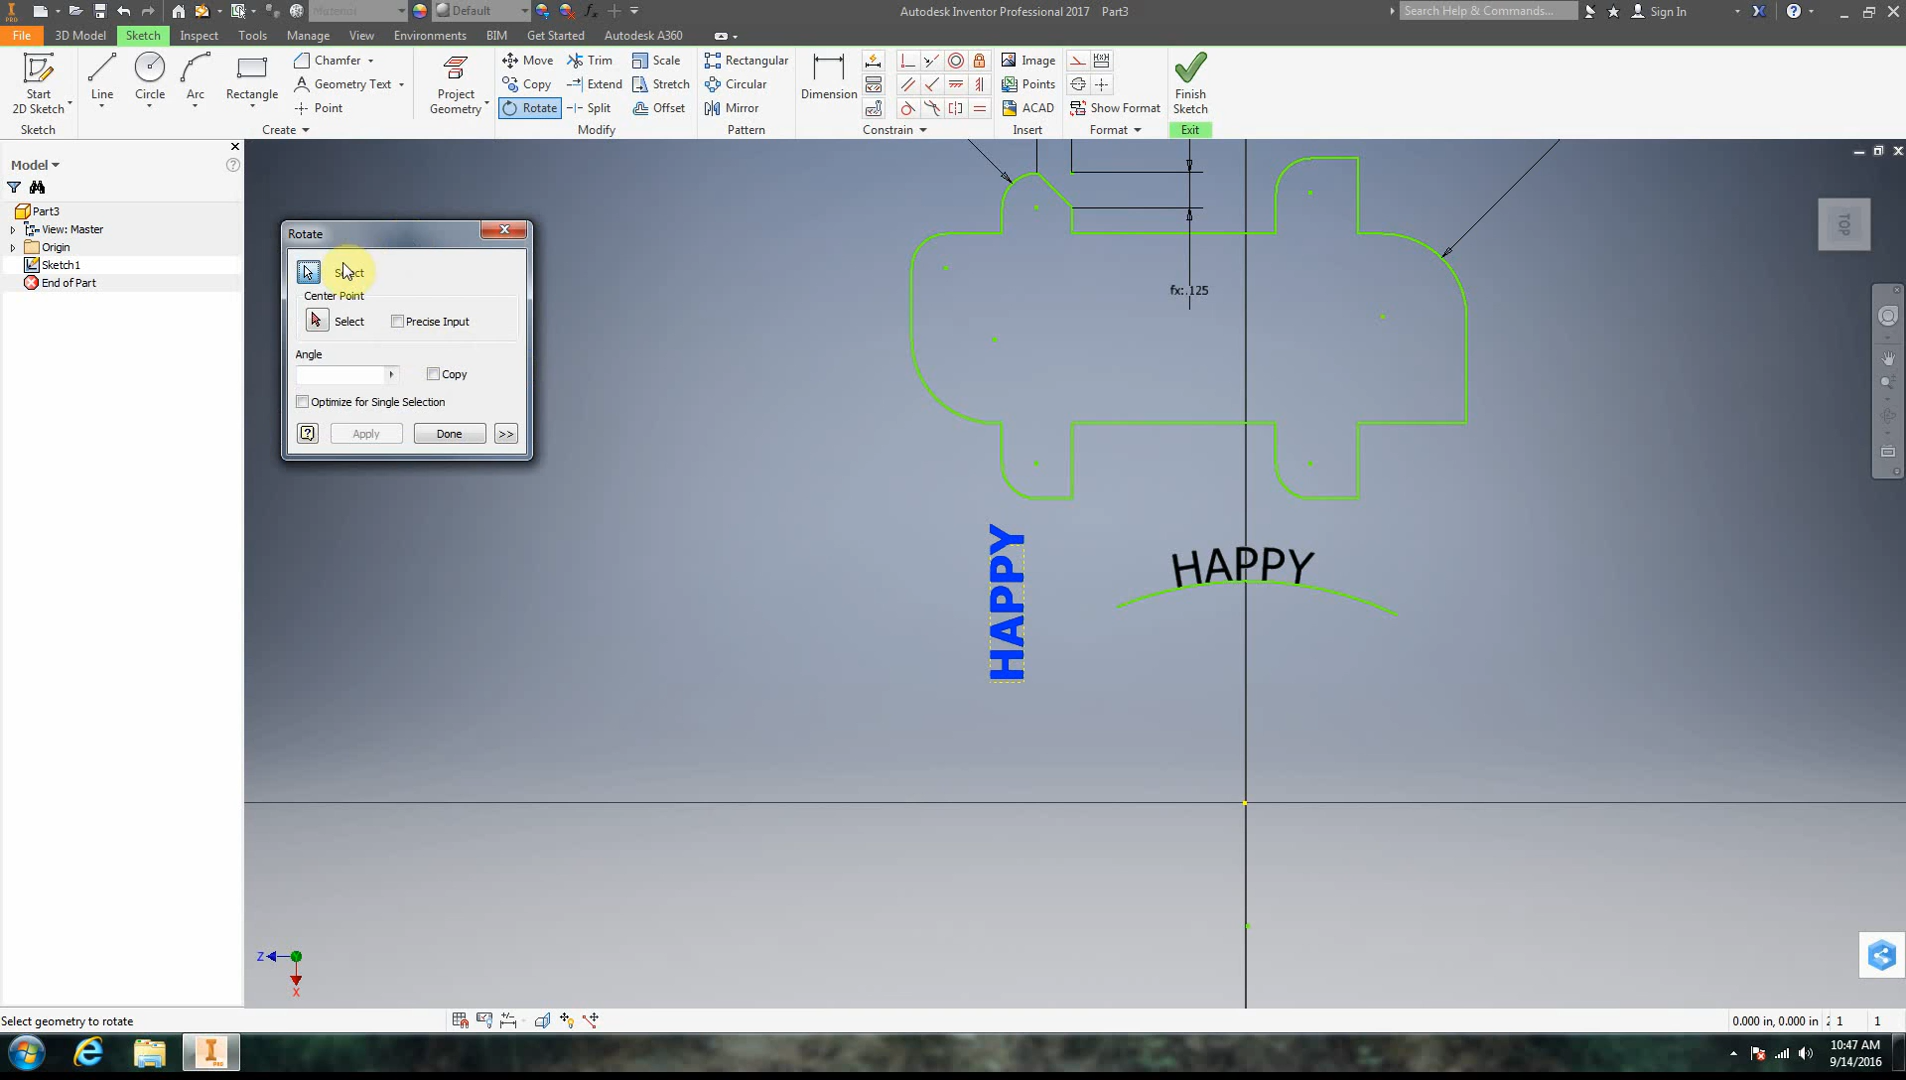 Material
Default
Autodesk Inventor Professional 2017 Part3
Search Help & Commands...
Sign In
File 3D Model Sketch Inspect Tools Manage View Environments BIM Get Started Autodesk A360
Start
2D Sketch
Line
Circle
Arc
Rectangle
Chamfer
Geometry Text
Point
Project
Geometry
Move
Copy
Rotate
Trim
Extend
Split
Scale
Stretch
Offset
Rectangular
Circular
Mirror
Dimension
Image
Points
ACAD
Show Format
Finish
Sketch
Sketch
Create
Modify
Pattern
Constrain
Insert
Format
Exit
Model
Part3
View: Master
Origin
Sketch1
End of Part
Rotate
Select
Center Point
Select
Precise Input
Angle
Copy
Optimize for Single Selection
Apply
Done
>>
TOP
fx:.125
HAPPY
HAPPY
Z
X
Select geometry to rotate
0.000 in, 0.000 in
1
1
10:47 AM
9/14/2016